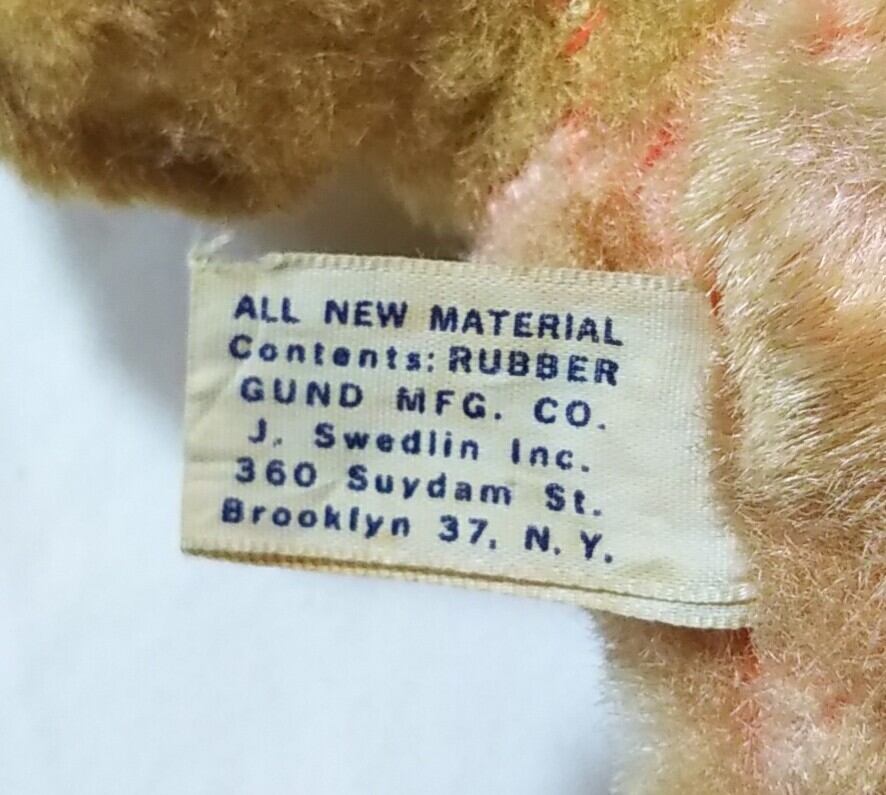 ALL NEW MATERIAL
Contents: RUBBER
GUND MFG. CO.
J. Swedlin Inc.
360 Suydam St.
Brooklyn 37, N. Y.